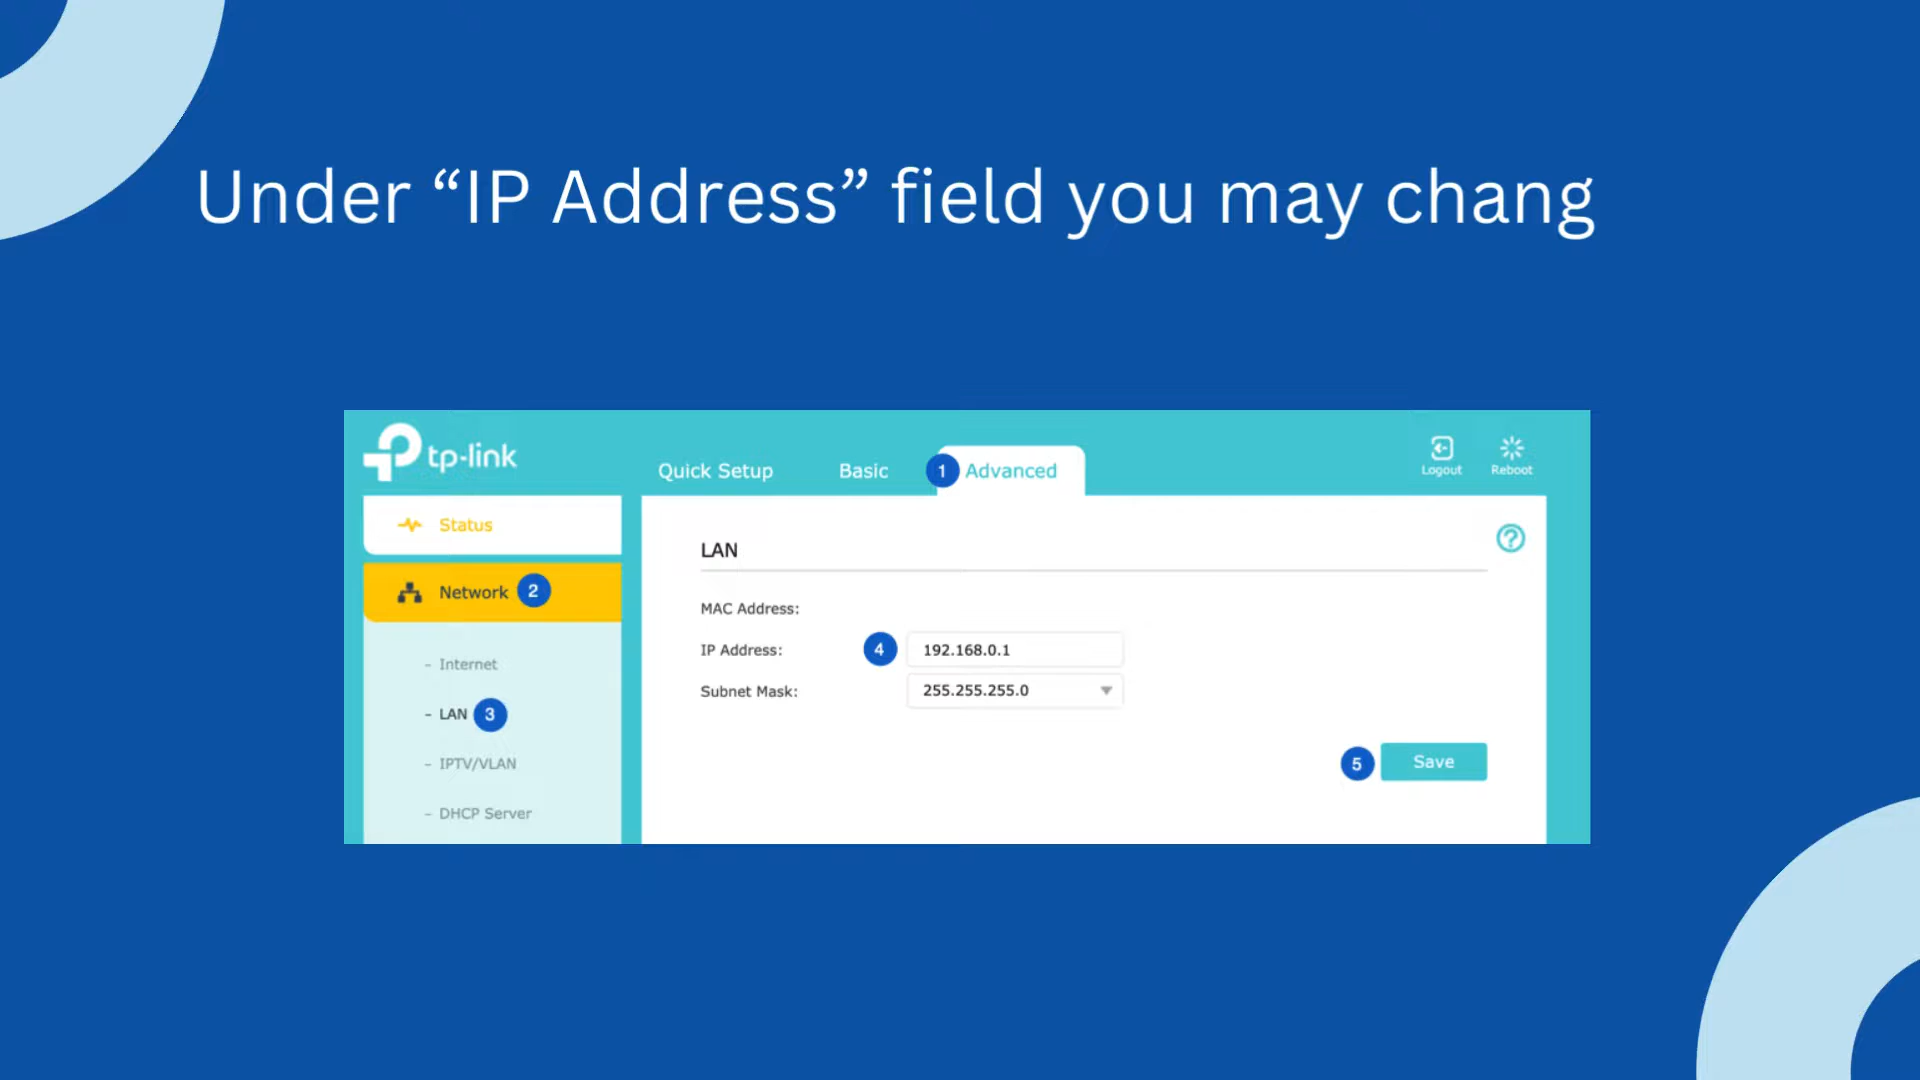 Under “IP Address” field you may chang
tp-link
Quick Setup
Basic
1 Advanced
Logout
Reboot
Status
Network 2
- Internet
- LAN 3
- IPTV/VLAN
- DHCP Server
LAN
?
MAC Address:
IP Address: 4 192.168.0.1
Subnet Mask: 255.255.255.0
5 Save